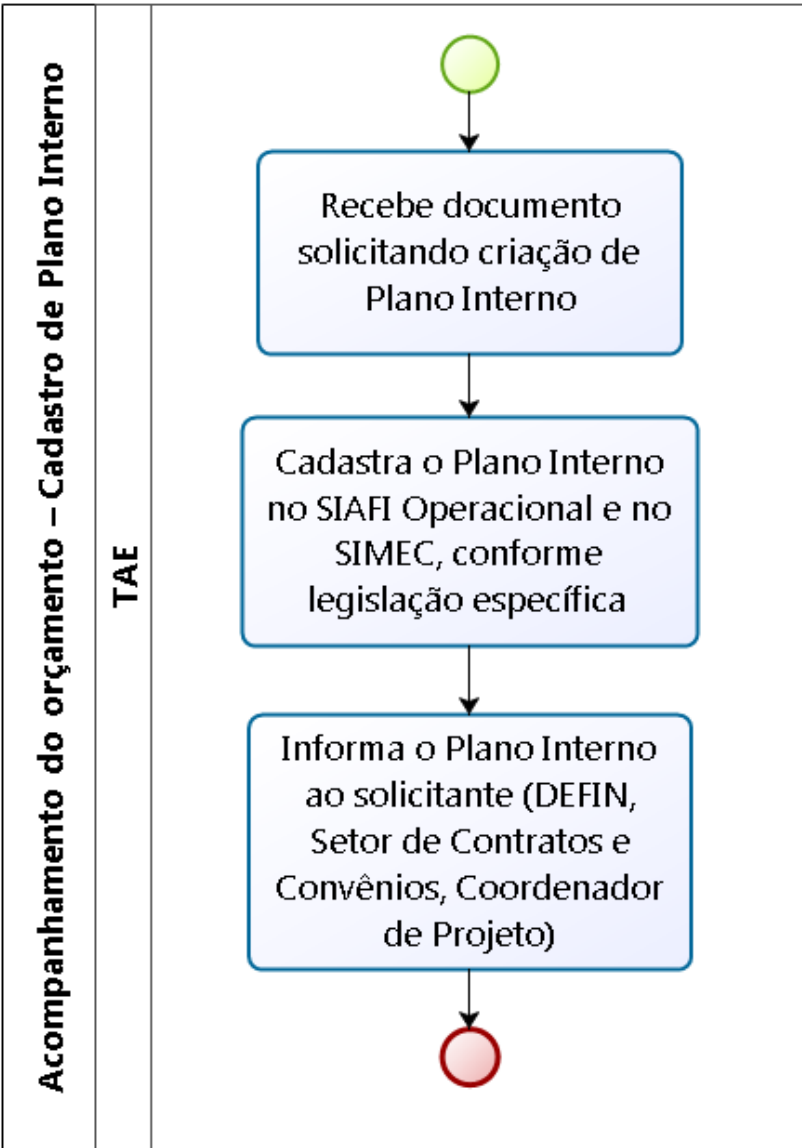 Acompanhamento do orçamento – Cadastro de Plano Interno
TAE
Recebe documento
solicitando criação de
Plano Interno
Cadastra o Plano Interno
no SIAFI Operacional e no
SIMEC, conforme
legislação específica
Informa o Plano Interno
ao solicitante (DEFIN,
Setor de Contratos e
Convênios, Coordenador
de Projeto)